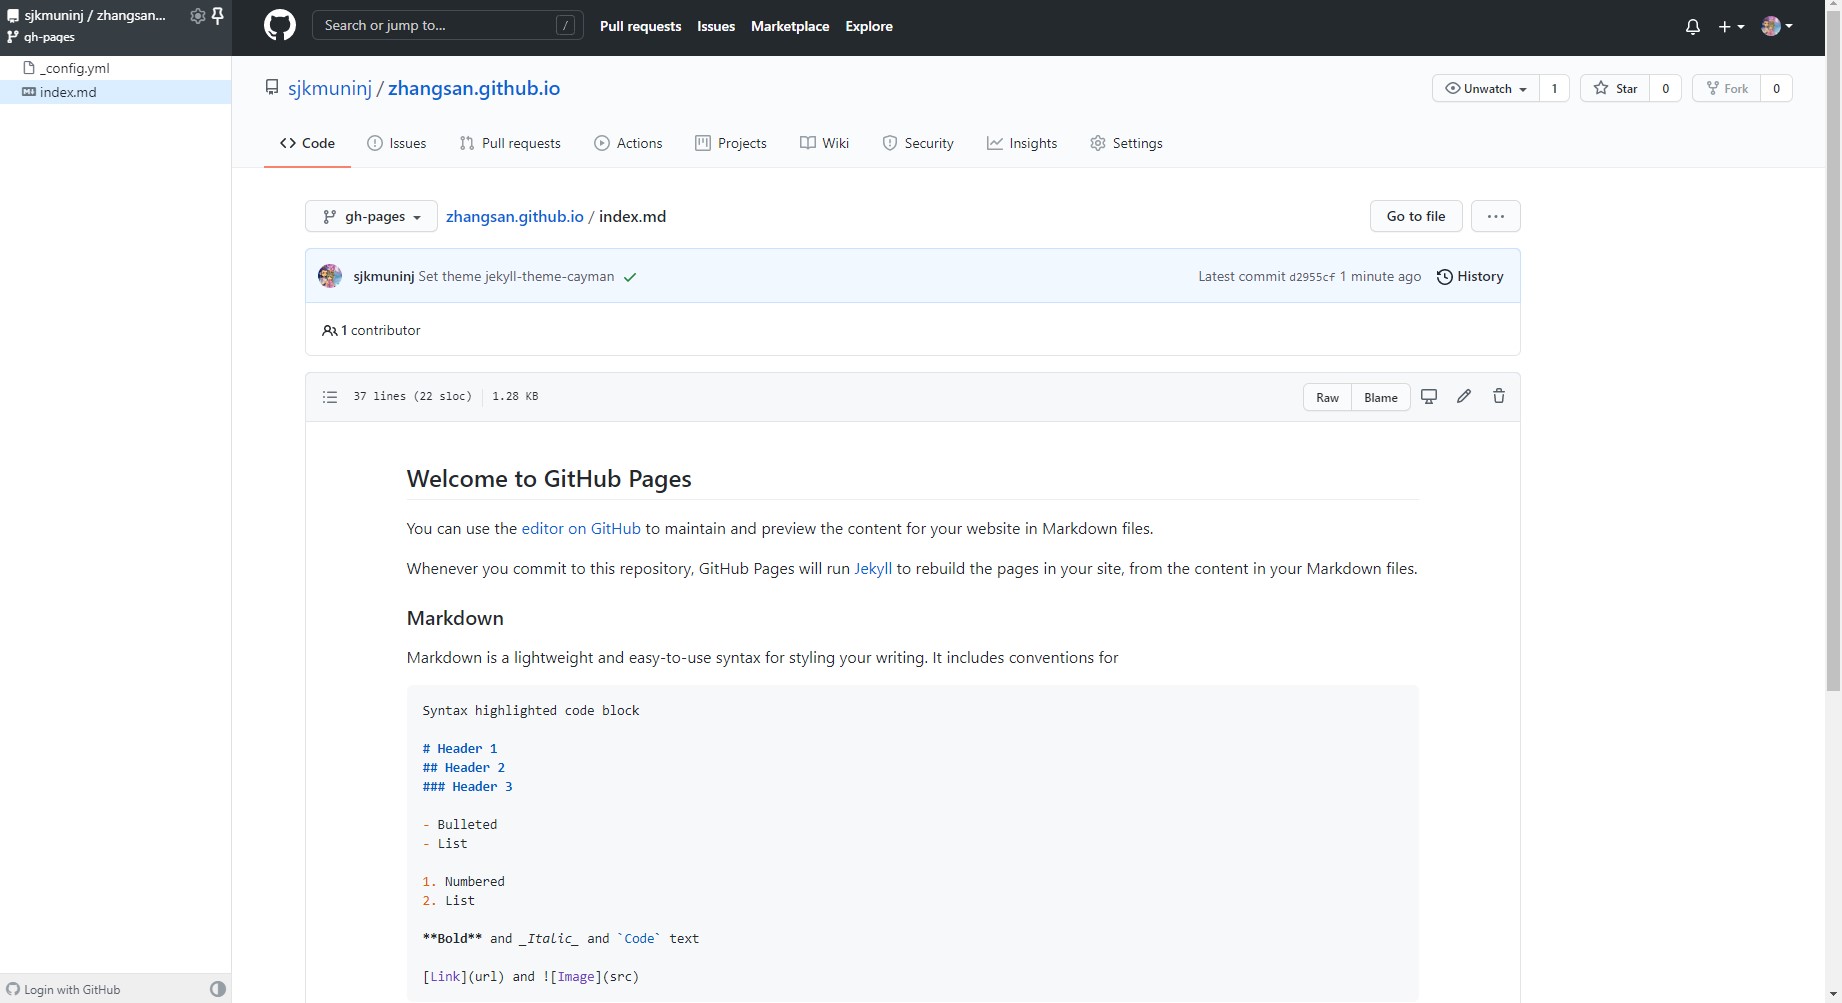 sjkmuninj / zhangsan...
gh-pages
_config.yml
index.md
Login with GitHub
Search or jump to... /
Pull requests Issues Marketplace Explore
sjkmuninj / zhangsan.github.io
Unwatch 1 Star 0 Fork 0
Code Issues Pull requests Actions Projects Wiki Security Insights Settings
gh-pages zhangsan.github.io / index.md Go to file ...
sjkmuninj Set theme jekyll-theme-cayman Latest commit d2955cf 1 minute ago History
1 contributor
37 lines (22 sloc) 1.28 KB Raw Blame
Welcome to GitHub Pages
You can use the editor on GitHub to maintain and preview the content for your website in Markdown files.
Whenever you commit to this repository, GitHub Pages will run Jekyll to rebuild the pages in your site, from the content in your Markdown files.
Markdown
Markdown is a lightweight and easy-to-use syntax for styling your writing. It includes conventions for
Syntax highlighted code block
# Header 1
## Header 2
### Header 3
- Bulleted
- List
1. Numbered
2. List
**Bold** and _Italic_ and `Code` text
[Link](url) and ![Image](src)